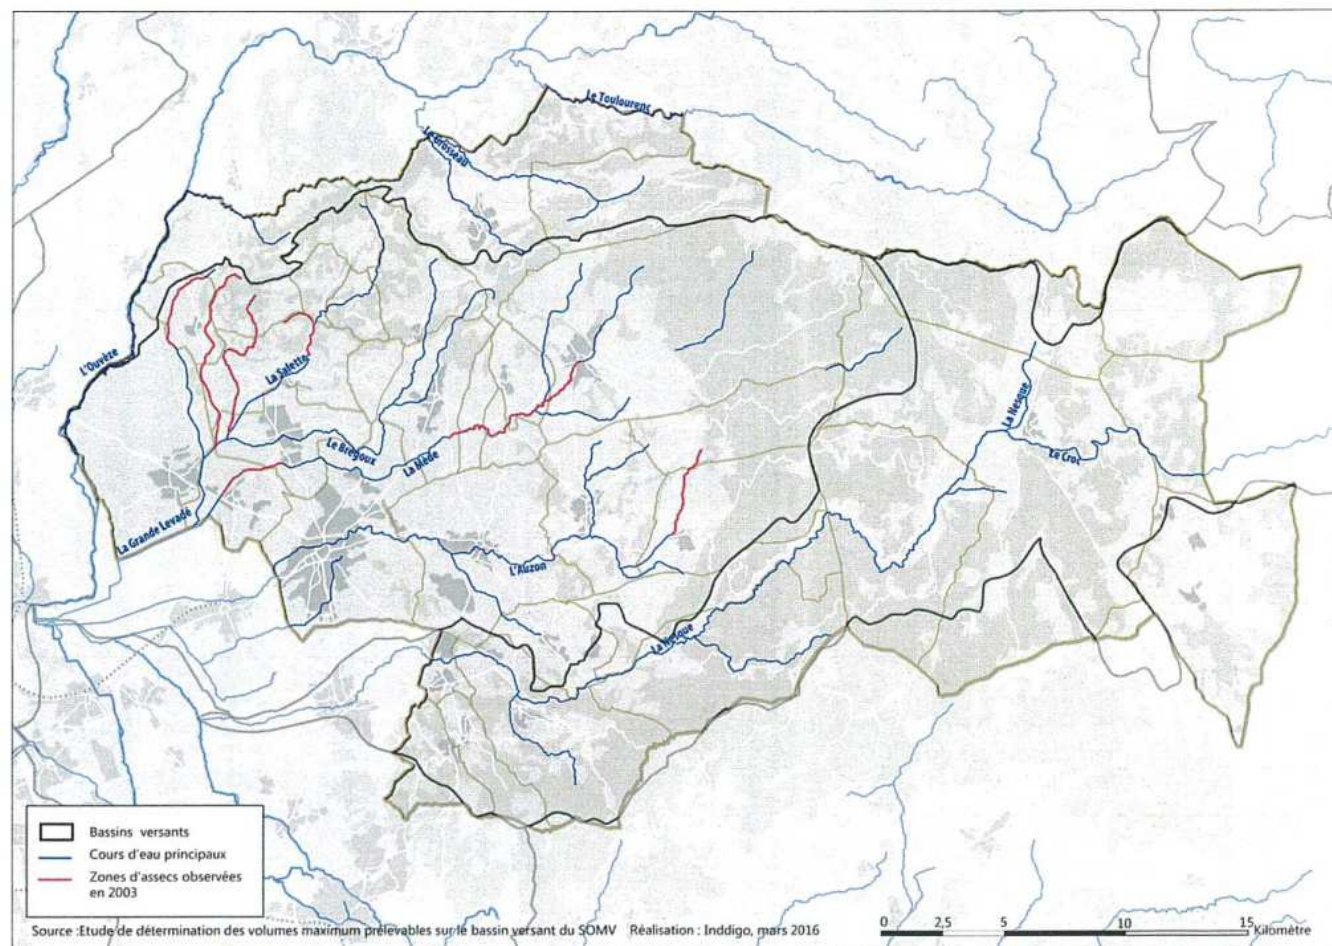 Le Toulourenc
Le Groseau
L'Ouvèze
La Salette
La Nesque
Le Brégoux
La Mède
Le Croc
La Grande Levade
L'Auzon
La Nesque
Bassins versants
Cours d'eau principaux
Zones d'assecs observées
en 2003
0 2,5 5 10 15 Kilomètre
Source :Etude de détermination des volumes maximum prélevables sur le bassin versant du SOMV Réalisation : Inddigo, mars 2016